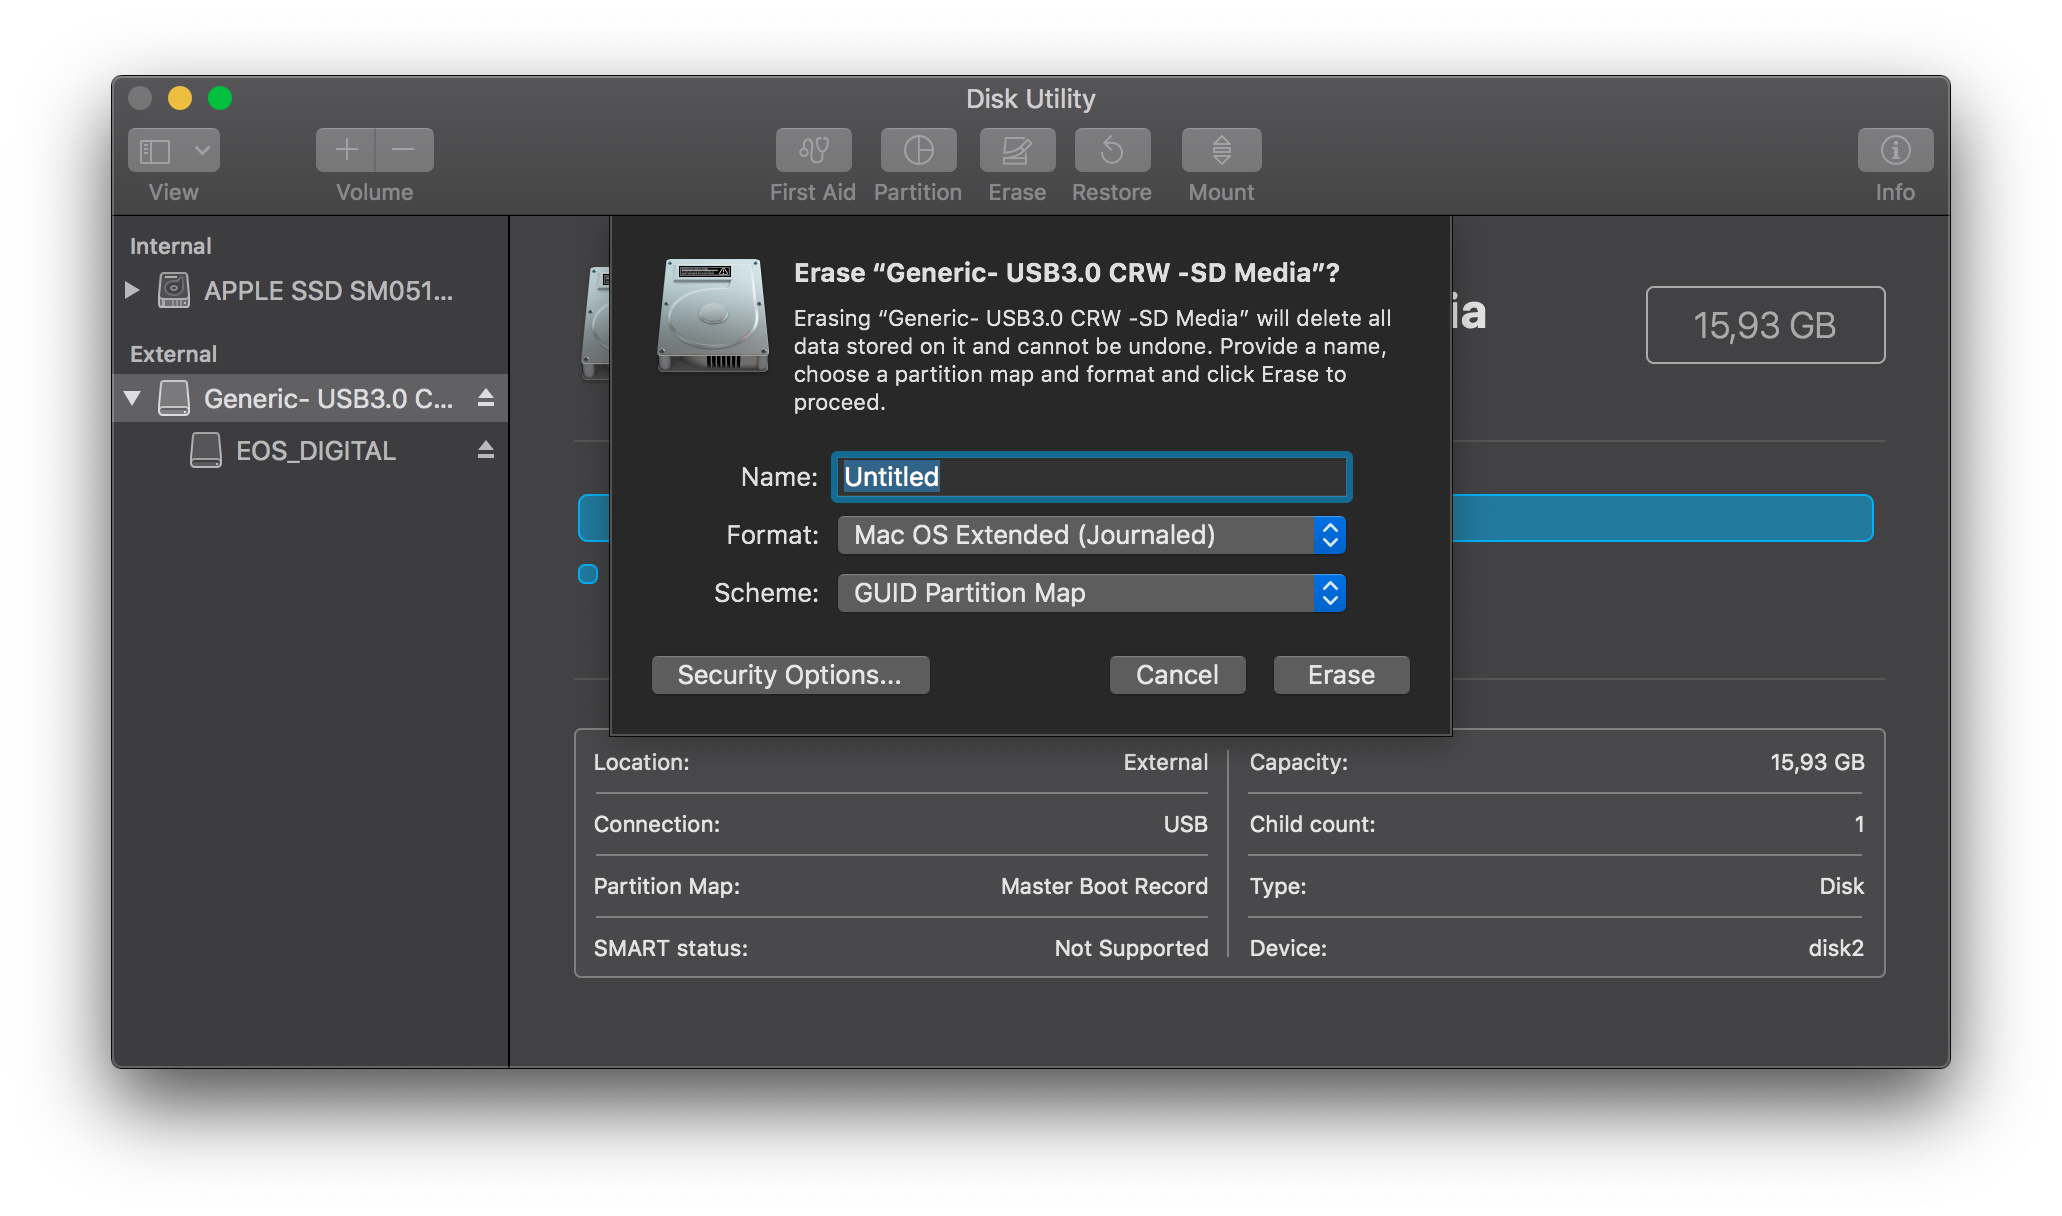 Disk Utility
View
Volume
First Aid
Partition
Erase
Restore
Mount
Info
Internal
APPLE SSD SM051...
External
Generic- USB3.0 C...
EOS_DIGITAL
Erase “Generic- USB3.0 CRW -SD Media”?
Erasing “Generic- USB3.0 CRW -SD Media” will delete all
data stored on it and cannot be undone. Provide a name,
choose a partition map and format and click Erase to
proceed.
Name: Untitled
Format: Mac OS Extended (Journaled)
Scheme: GUID Partition Map
Security Options...
Cancel
Erase
ia
15,93 GB
Location: External
Connection: USB
Partition Map: Master Boot Record
SMART status: Not Supported
Capacity: 15,93 GB
Child count: 1
Type: Disk
Device: disk2